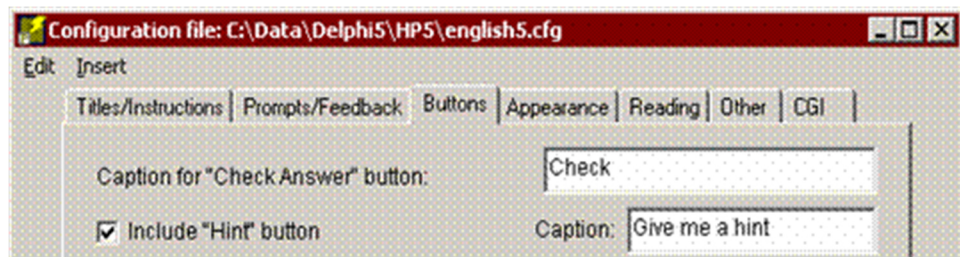 Configuration file: C:\Data\Delphi5\HP5\english5.cfg
Edit Insert
Titles/Instructions Prompts/Feedback Buttons Appearance Reading Other CGI
Caption for "Check Answer" button: Check
Include "Hint" button Caption: Give me a hint